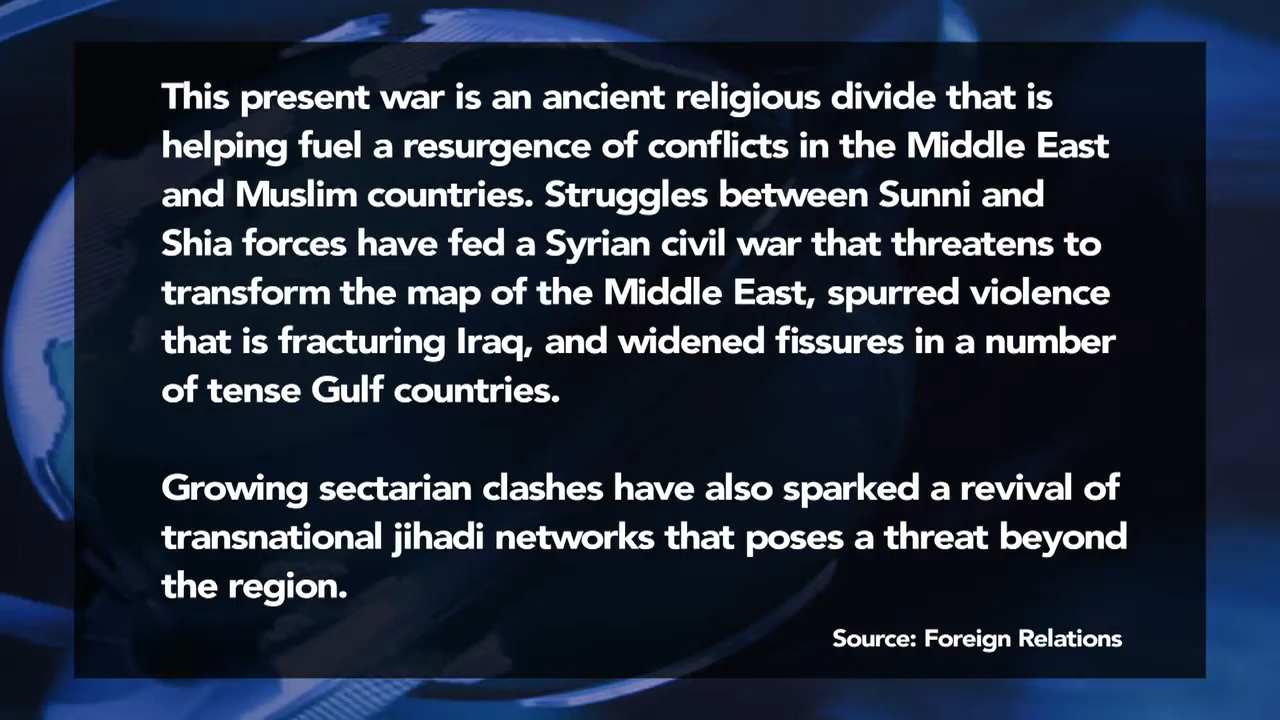 This present war is an ancient religious divide that is
helping fuel a resurgence of conflicts in the Middle East
and Muslim countries. Struggles between Sunni and
Shia forces have fed a Syrian civil war that threatens to
transform the map of the Middle East, spurred violence
that is fracturing Iraq, and widened fissures in a number
of tense Gulf countries.
Growing sectarian clashes have also sparked a revival of
transnational jihadi networks that poses a threat beyond
the region.
Source: Foreign Relations